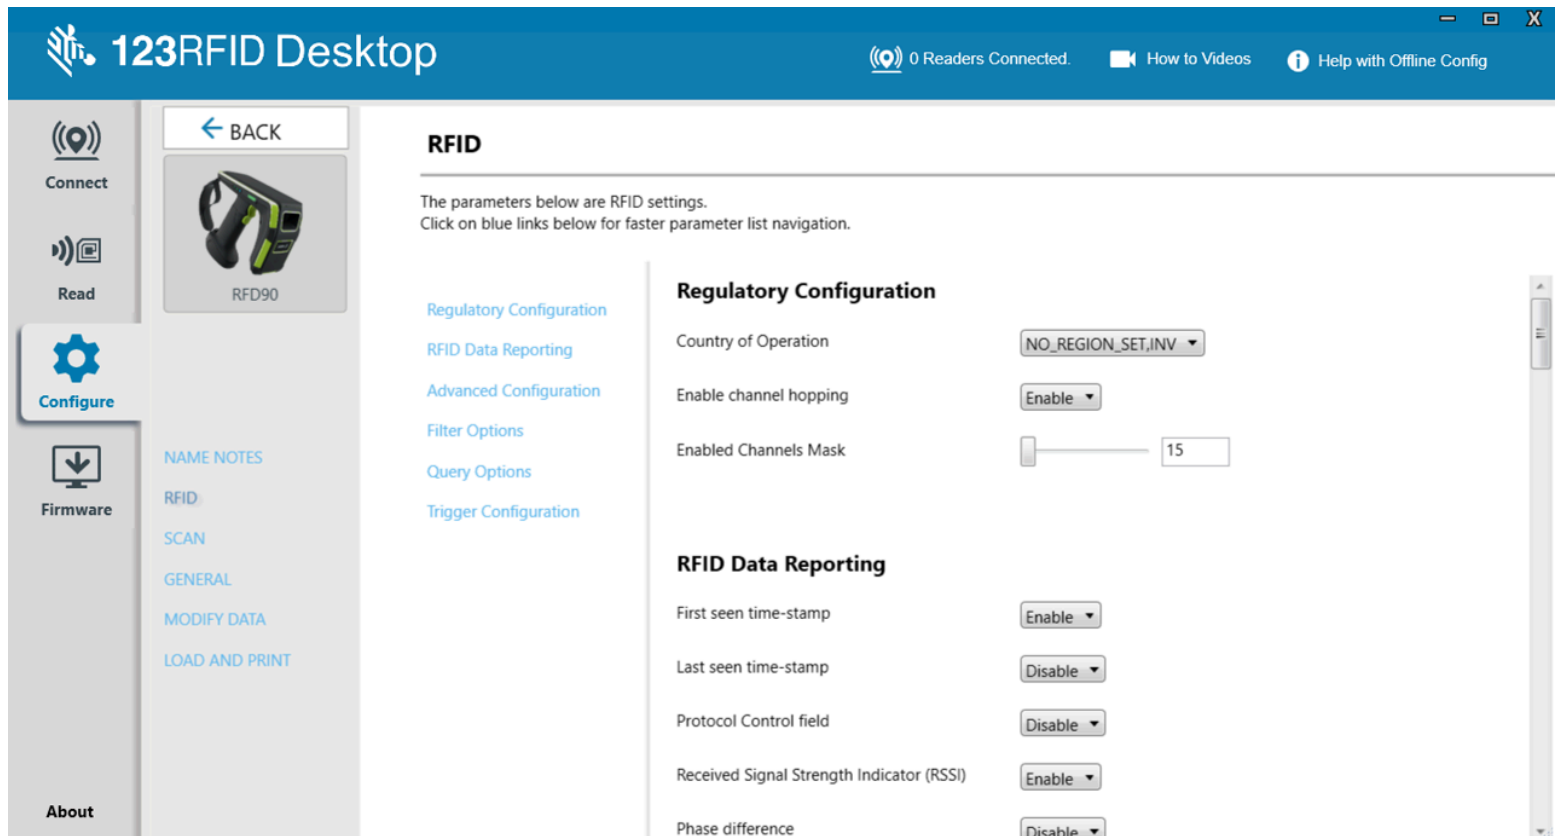 123RFID Desktop
0 Readers Connected.
How to Videos
Help with Offline Config
Connect
Read
Configure
Firmware
About
BACK
RFD90
NAME NOTES
RFID
SCAN
GENERAL
MODIFY DATA
LOAD AND PRINT
RFID
The parameters below are RFID settings.
Click on blue links below for faster parameter list navigation.
Regulatory Configuration
RFID Data Reporting
Advanced Configuration
Filter Options
Query Options
Trigger Configuration
Regulatory Configuration
Country of Operation NO_REGION_SET,INV
Enable channel hopping Enable
Enabled Channels Mask 15
RFID Data Reporting
First seen time-stamp Enable
Last seen time-stamp Disable
Protocol Control field Disable
Received Signal Strength Indicator (RSSI) Enable
Phase difference Disable